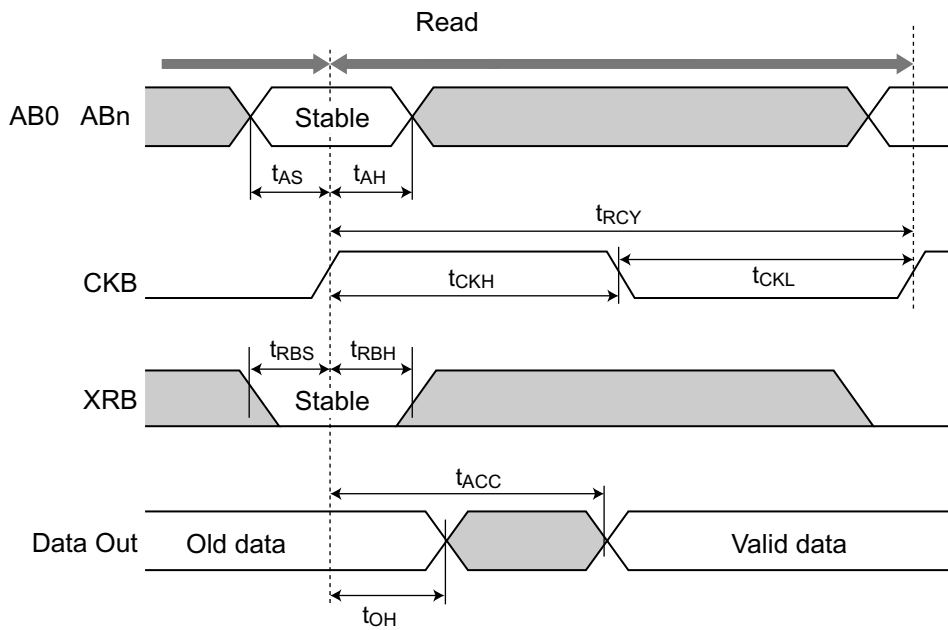 Read
AB0 ABn
Stable
tAS
tAH
tRCY
CKB
tCKH
tCKL
tRBS
tRBH
XRB
Stable
tACC
Data Out
Old data
Valid data
tOH